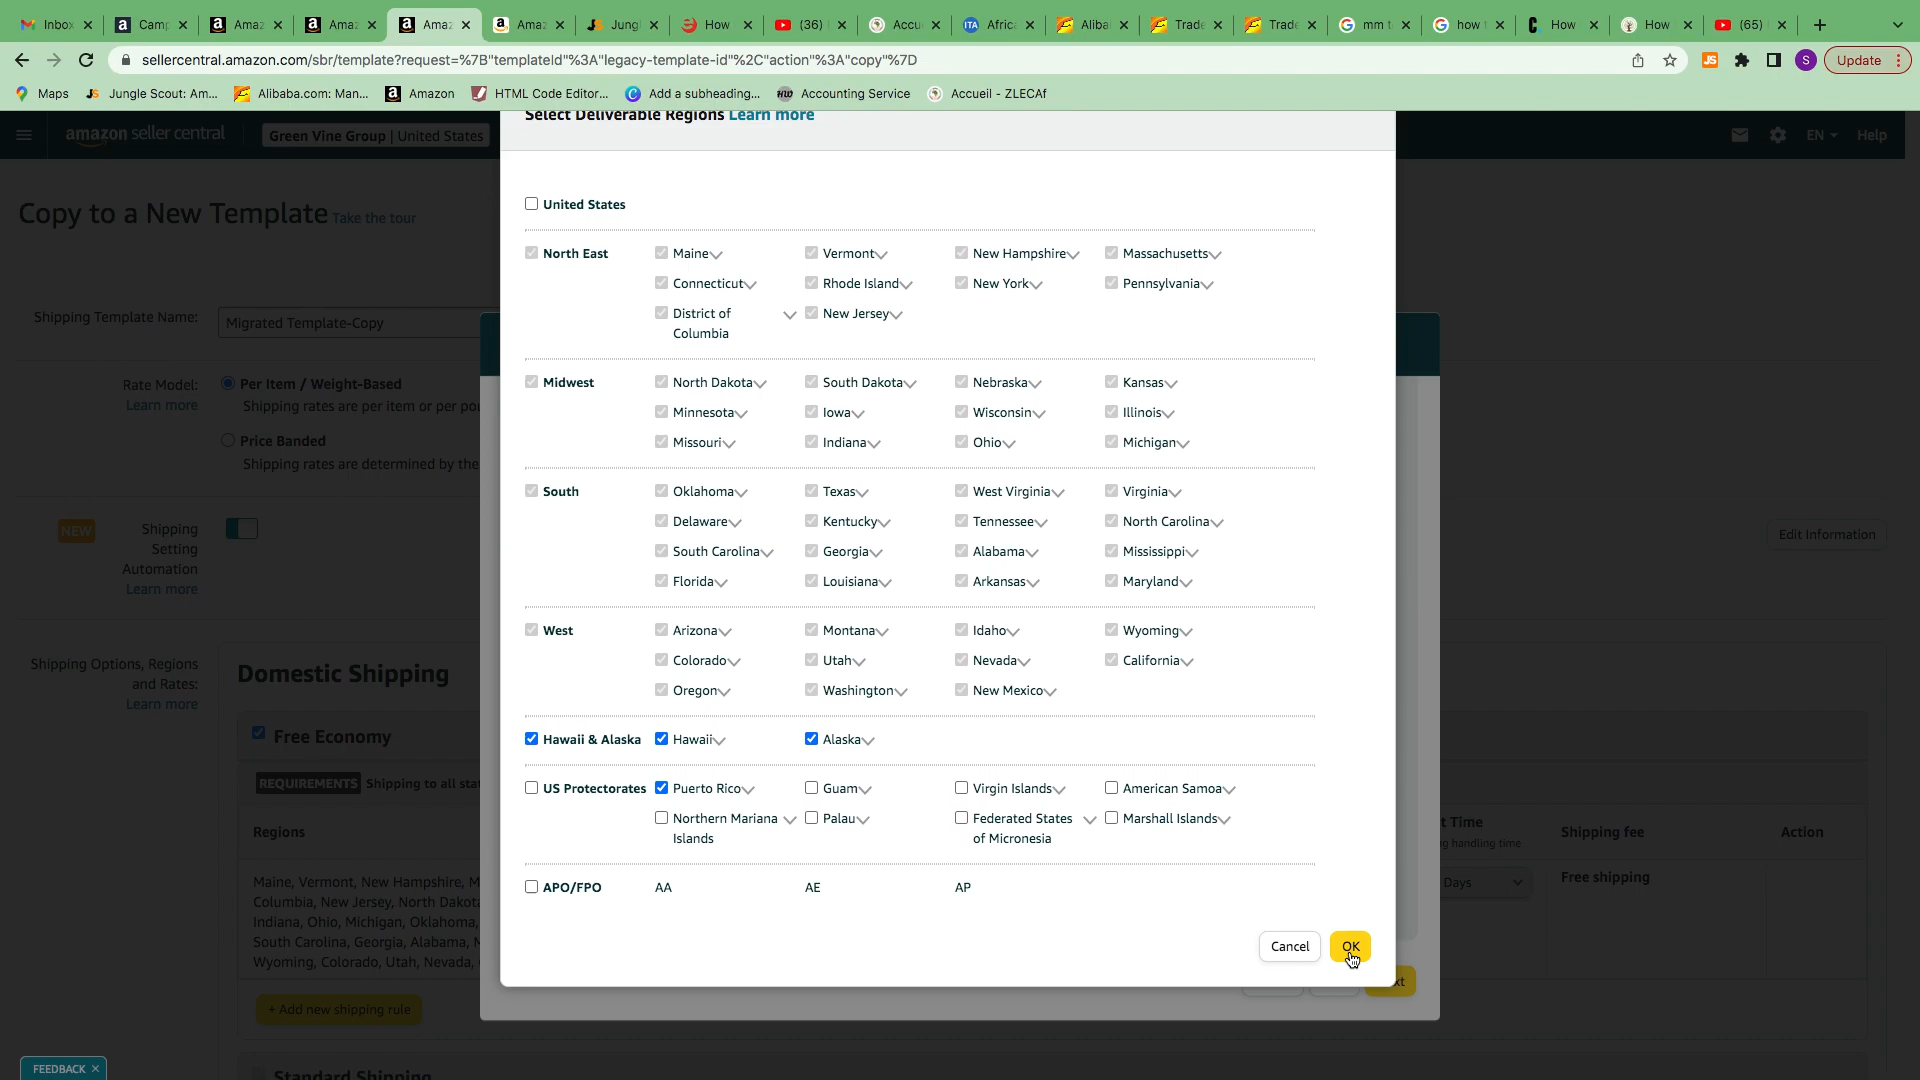 Inbo
Camp
Amaz
Amaz
Amaz
Amaz
Jungl
How
(36)
Accu
Afric
Aliba
Trade
Trade
mm t
how
How
How
(65)
sellercentral.amazon.com/sbr/template?request=%7B"templateId"%3A"legacy-template-id"%2C"action"%3A"copy"%7D
JS
S
Update
Maps
Jungle Scout: Am...
Alibaba.com: Man...
Amazon
HTML Code Editor...
Add a subheading...
Accounting Service
Accueil - ZLECAf
amazon seller central
Green Vine Group | United States
EN
Help
Select Deliverable Regions Learn more
Copy to a New Template Take the tour
Shipping Template Name:
Migrated Template-Copy
Rate Model:
Learn more
Per Item / Weight-Based
Shipping rates are per item or per pou
Price Banded
Shipping rates are determined by the
NEW
Shipping
Setting
Automation
Learn more
Edit Information
Shipping Options, Regions
and Rates:
Learn more
Domestic Shipping
Free Economy
REQUIREMENTS Shipping to all stat
Regions
t Time
g handling time
Shipping fee
Action
Maine, Vermont, New Hampshire, M
Columbia, New Jersey, North Dakota
Indiana, Ohio, Michigan, Oklahoma,
South Carolina, Georgia, Alabama, M
Wyoming, Colorado, Utah, Nevada,
Days
Free shipping
+ Add new shipping rule
Standard Shipping
FEEDBACK ×
United States
North East Maine Vermont New Hampshire Massachusetts
Connecticut Rhode Island New York Pennsylvania
District of Columbia New Jersey
Midwest North Dakota South Dakota Nebraska Kansas
Minnesota Iowa Wisconsin Illinois
Missouri Indiana Ohio Michigan
South Oklahoma Texas West Virginia Virginia
Delaware Kentucky Tennessee North Carolina
South Carolina Georgia Alabama Mississippi
Florida Louisiana Arkansas Maryland
West Arizona Montana Idaho Wyoming
Colorado Utah Nevada California
Oregon Washington New Mexico
Hawaii & Alaska Hawaii Alaska
US Protectorates Puerto Rico Guam Virgin Islands American Samoa
Northern Mariana Islands Palau Federated States of Micronesia Marshall Islands
APO/FPO AA AE AP
Cancel
OK
xt